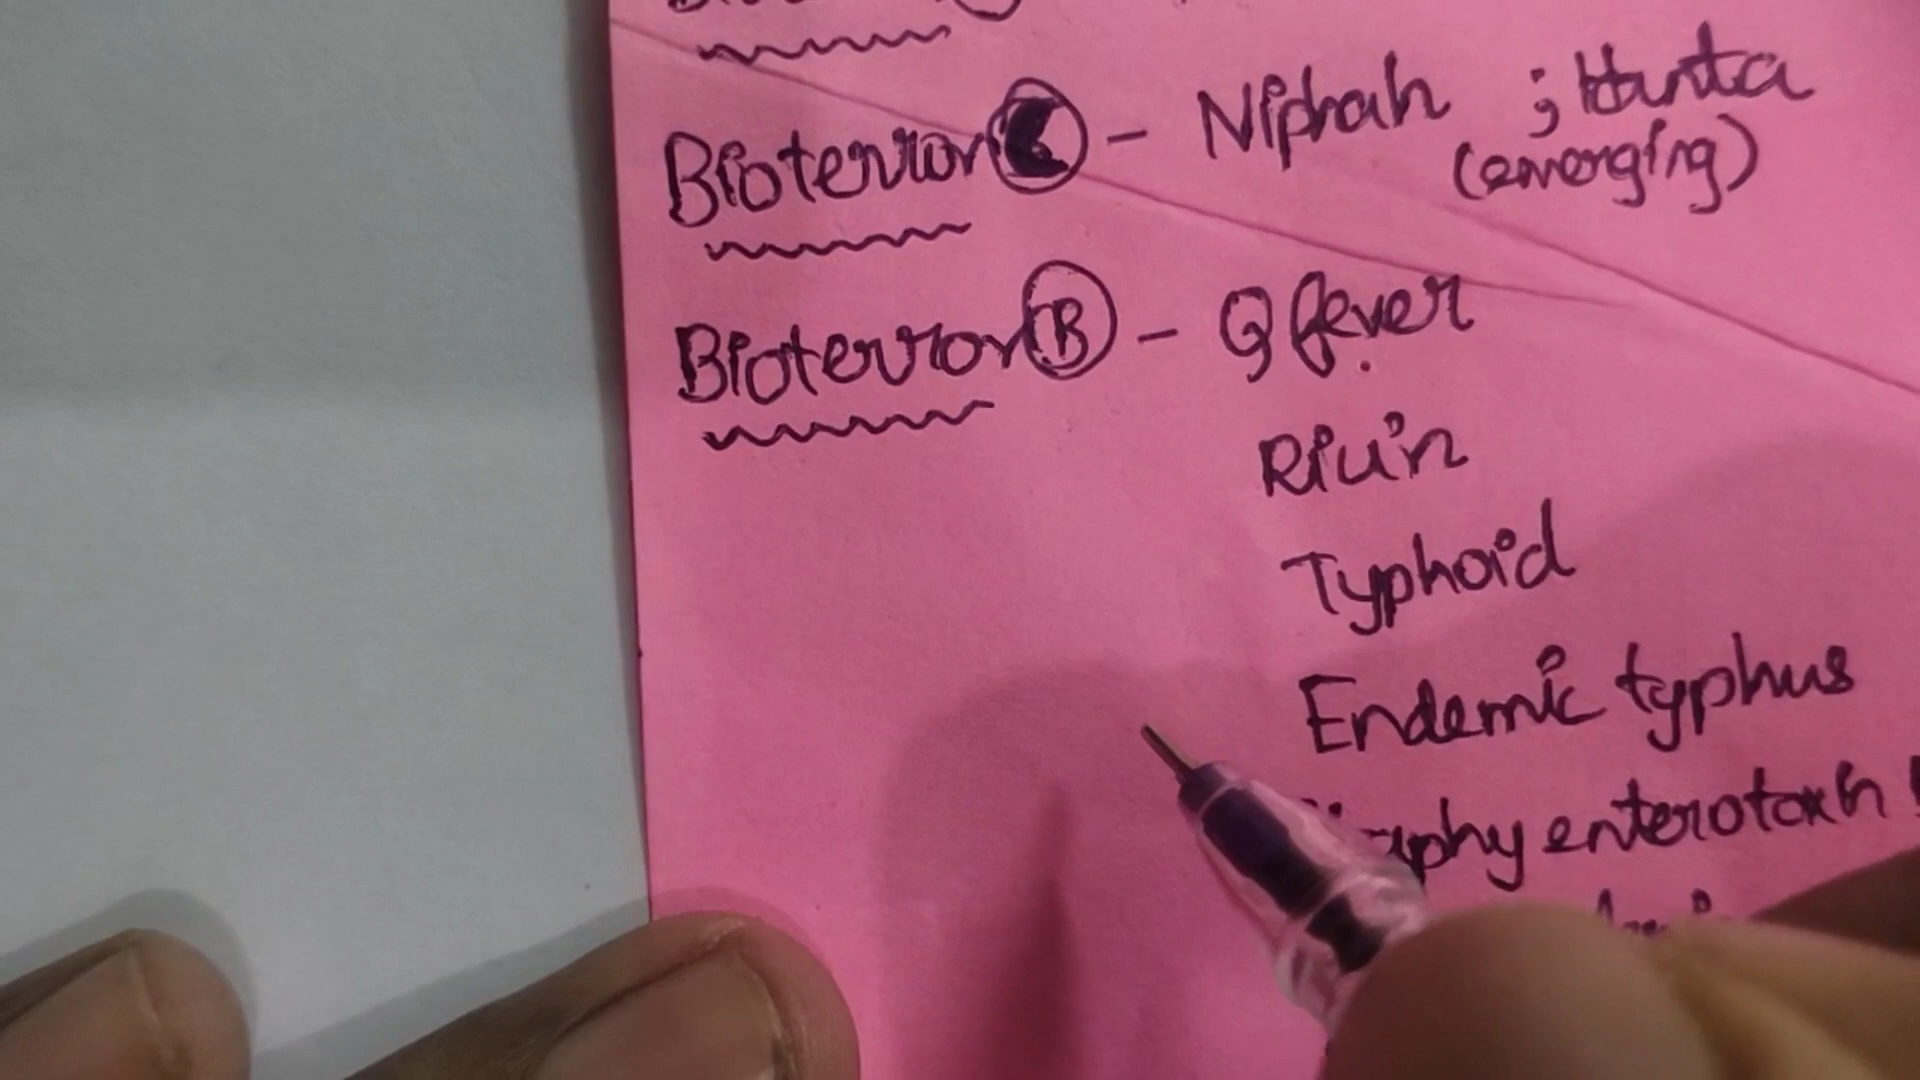 Bioterror C - Niphah ; Hanta
(emerging)
Bioterror B - Q fever
Ricin
Typhoid
Endemic typhus
enterotoxin